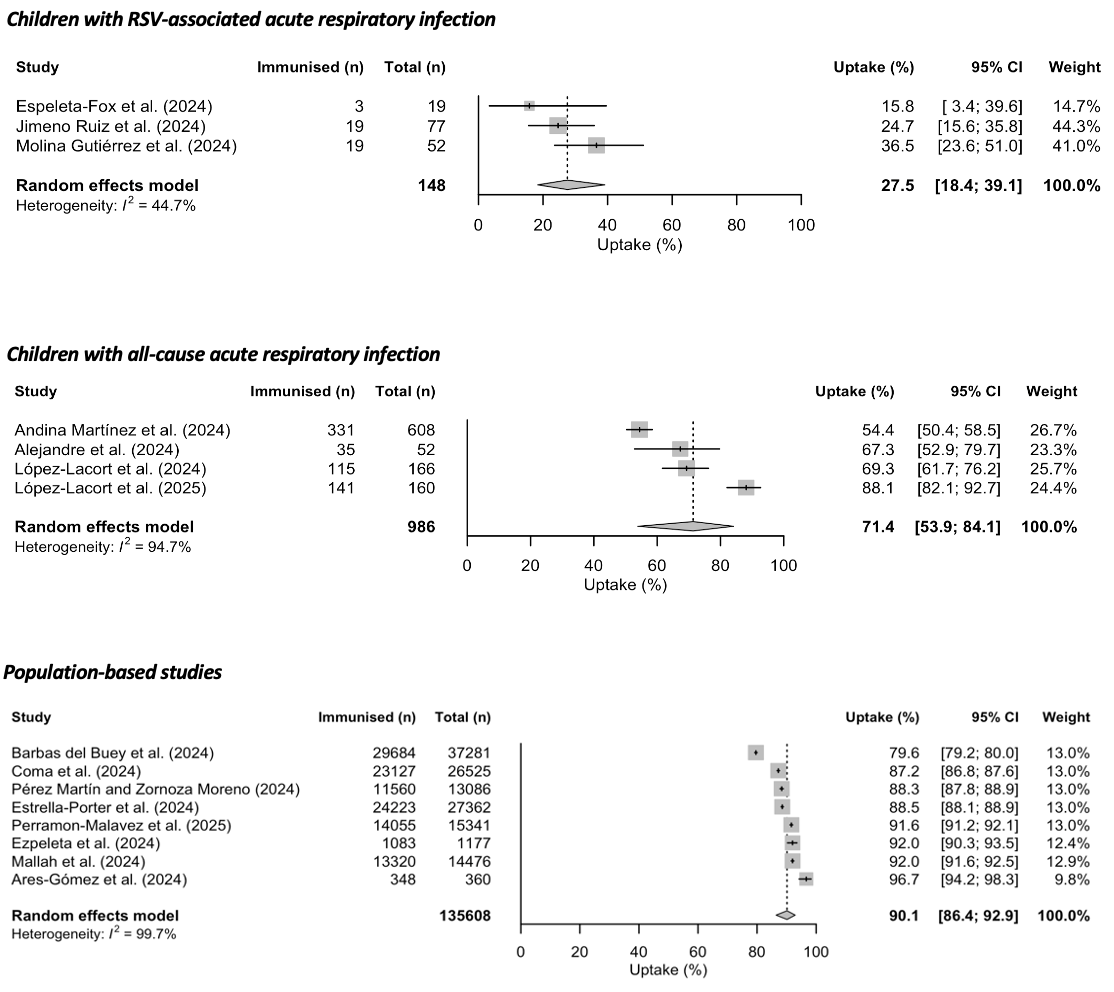 Children with RSV-associated acute respiratory infection
Study Immunised (n) Total (n) Uptake (%) 95% CI Weight
Espeleta-Fox et al. (2024) 3 19 15.8 [ 3.4; 39.6] 14.7%
Jimeno Ruiz et al. (2024) 19 77 24.7 [15.6; 35.8] 44.3%
Molina Gutiérrez et al. (2024) 19 52 36.5 [23.6; 51.0] 41.0%
Random effects model 148 27.5 [18.4; 39.1] 100.0%
Heterogeneity: I² = 44.7%
0 20 40 60 80 100
Uptake (%)
Children with all-cause acute respiratory infection
Study Immunised (n) Total (n) Uptake (%) 95% CI Weight
Andina Martínez et al. (2024) 331 608 54.4 [50.4; 58.5] 26.7%
Alejandre et al. (2024) 35 52 67.3 [52.9; 79.7] 23.3%
López-Lacort et al. (2024) 115 166 69.3 [61.7; 76.2] 25.7%
López-Lacort et al. (2025) 141 160 88.1 [82.1; 92.7] 24.4%
Random effects model 986 71.4 [53.9; 84.1] 100.0%
Heterogeneity: I² = 94.7%
0 20 40 60 80 100
Uptake (%)
Population-based studies
Study Immunised (n) Total (n) Uptake (%) 95% CI Weight
Barbas del Buey et al. (2024) 29684 37281 79.6 [79.2; 80.0] 13.0%
Coma et al. (2024) 23127 26525 87.2 [86.8; 87.6] 13.0%
Pérez Martín and Zornoza Moreno (2024) 11560 13086 88.3 [87.8; 88.9] 13.0%
Estrella-Porter et al. (2024) 24223 27362 88.5 [88.1; 88.9] 13.0%
Perramon-Malavez et al. (2025) 14055 15341 91.6 [91.2; 92.1] 13.0%
Ezpeleta et al. (2024) 1083 1177 92.0 [90.3; 93.5] 12.4%
Mallah et al. (2024) 13320 14476 92.0 [91.6; 92.5] 12.9%
Ares-Gómez et al. (2024) 348 360 96.7 [94.2; 98.3] 9.8%
Random effects model 135608 90.1 [86.4; 92.9] 100.0%
Heterogeneity: I² = 99.7%
0 20 40 60 80 100
Uptake (%)